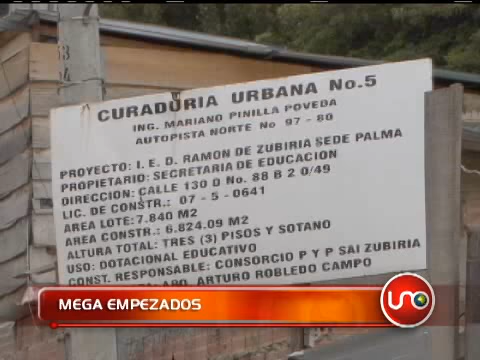 CURADURIA URBANA No.5
ING. MARIANO PINILLA POVEDA
AUTOPISTA NORTE No 97 - 80
PROYECTO: I. E. D. RAMON DE ZUBIRIA SEDE PALMA
PROPIETARIO: SECRETARIA DE EDUCACION
DIRECCION: CALLE 130 D No. 88 B 2 0/49
LIC. DE CONSTR.: 07 - 5 - 0641
AREA LOTE: 7.840 M2
AREA CONSTR.: 6.824.09 M2
ALTURA TOTAL: TRES (3) PISOS Y SOTANO
USO: DOTACIONAL EDUCATIVO
CONST. RESPONSABLE: CONSORCIO P Y P SAI ZUBIRIA
ARTURO ROBLEDO CAMPO
MEGA EMPEZADOS
UNO